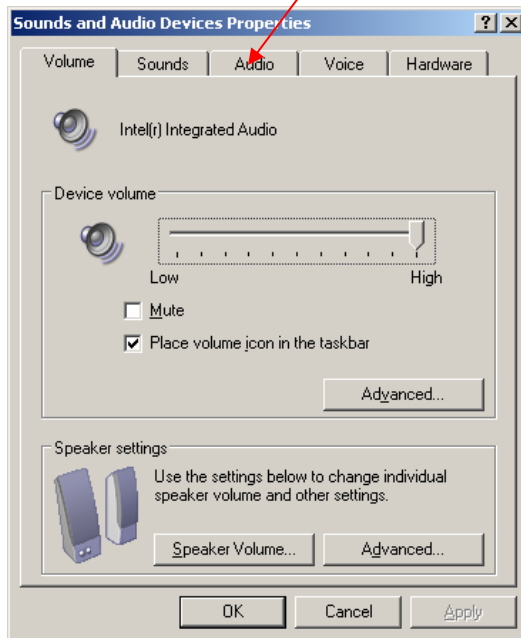 Sounds and Audio Devices Properties
Volume Sounds Audio Voice Hardware
Intel(r) Integrated Audio
Device volume
Low High
Mute
Place volume icon in the taskbar
Advanced...
Speaker settings
Use the settings below to change individual
speaker volume and other settings.
Speaker Volume... Advanced...
OK Cancel Apply